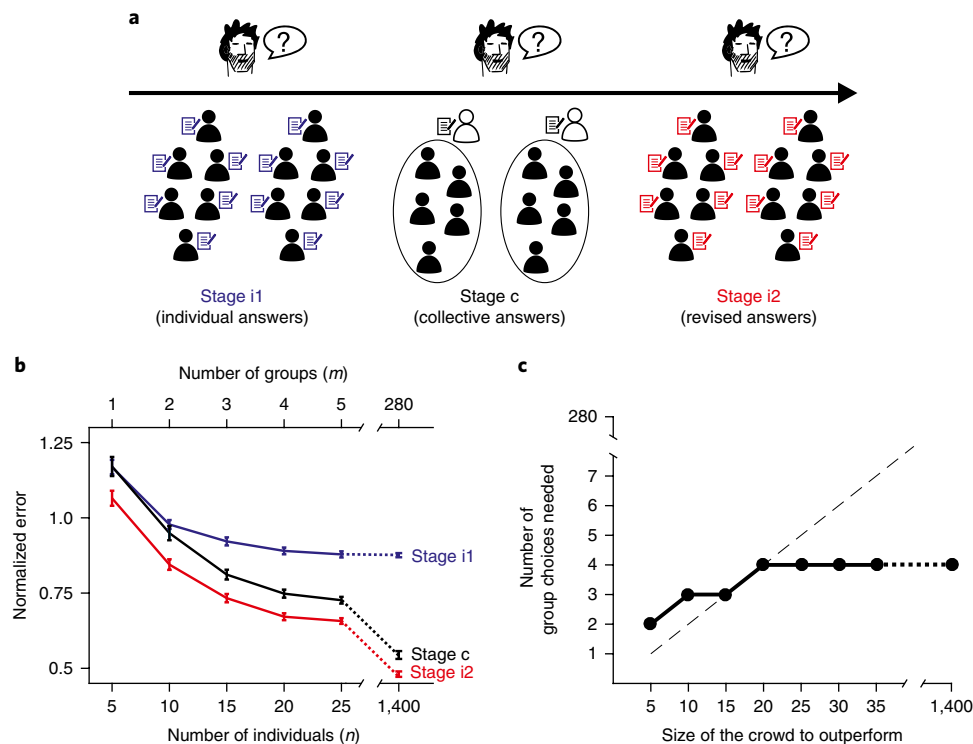 a
? ? ?
Stage i1 Stage c Stage i2
(individual answers) (collective answers) (revised answers)
b
Number of groups (m)
1 2 3 4 5 280
1.25
1.0
0.75
0.5
Normalized error
Stage i1
Stage c
Stage i2
5 10 15 20 25 1,400
Number of individuals (n)
c
280
7
6
5
4
3
2
1
Number of
group choices needed
5 10 15 20 25 30 35 1,400
Size of the crowd to outperform